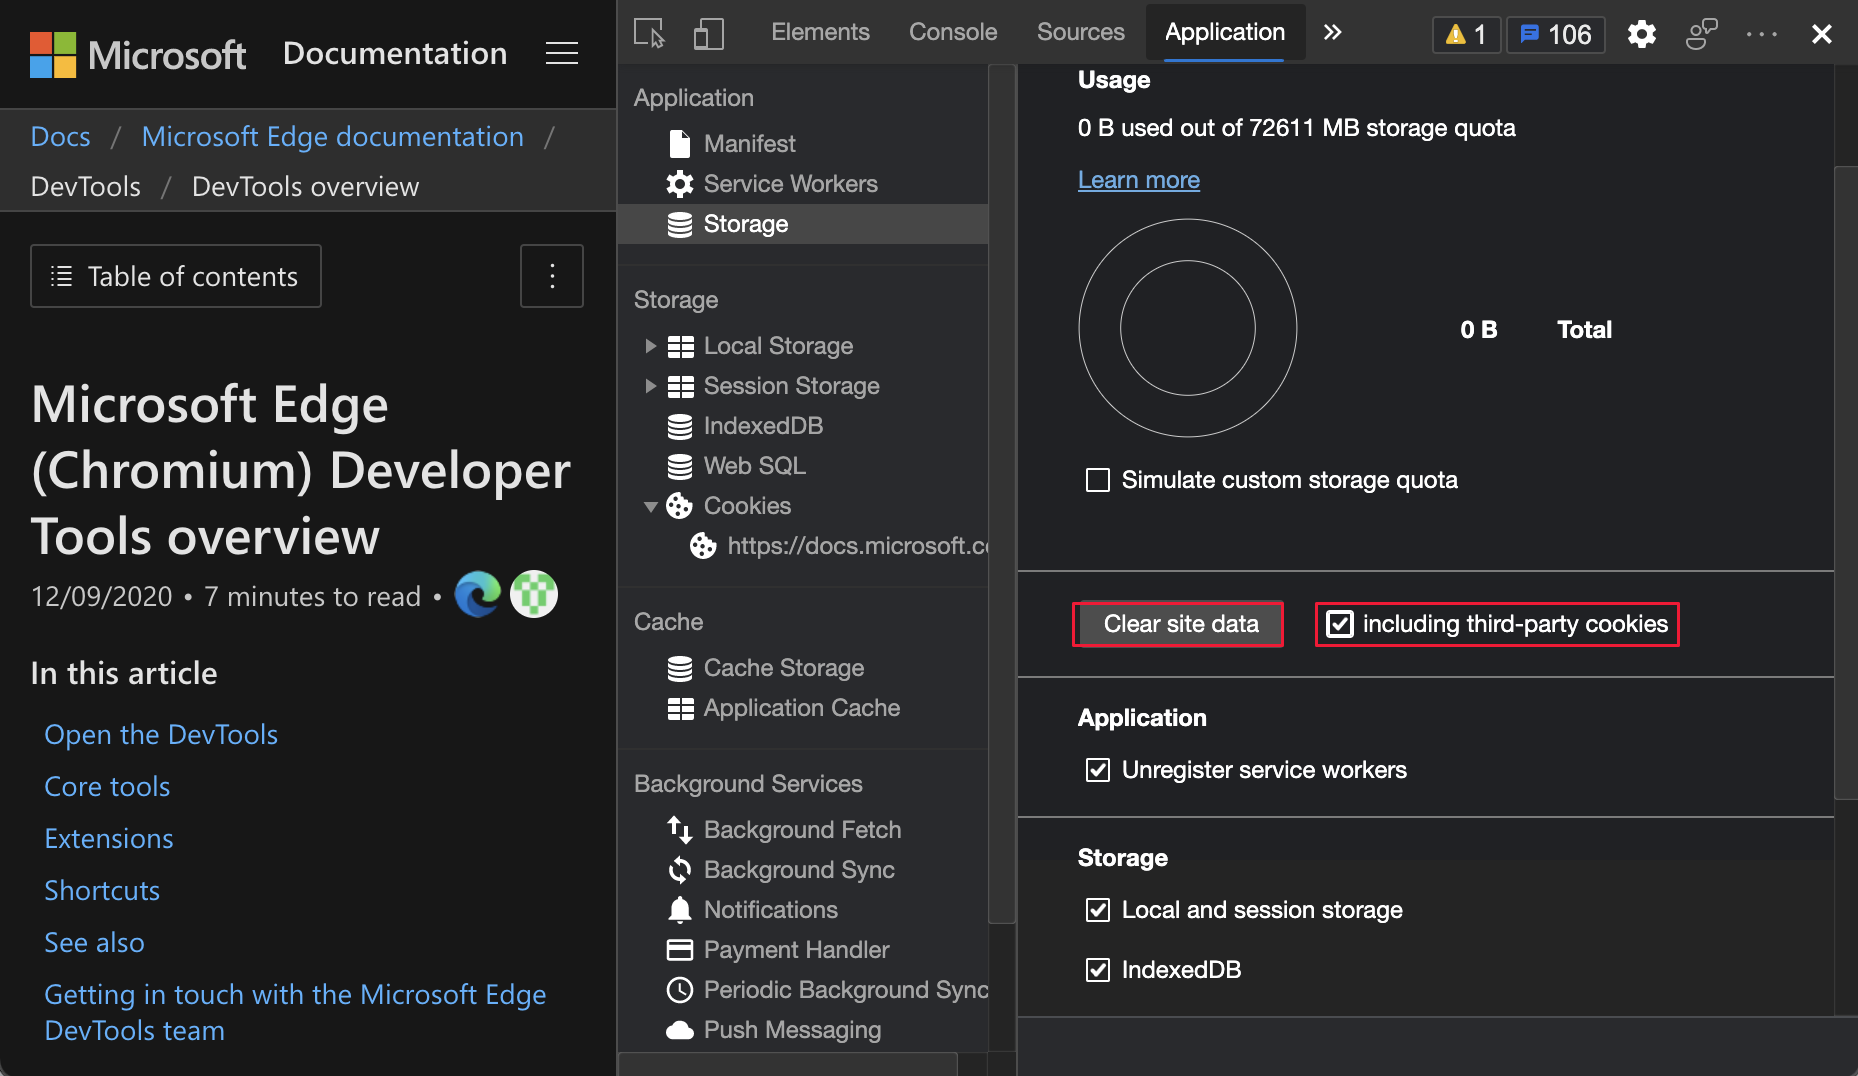 Microsoft
Documentation
Docs / Microsoft Edge documentation /
DevTools / DevTools overview
Table of contents
Microsoft Edge
(Chromium) Developer
Tools overview
12/09/2020 • 7 minutes to read •
In this article
Open the DevTools
Core tools
Extensions
Shortcuts
See also
Getting in touch with the Microsoft Edge
DevTools team
Elements
Console
Sources
Application
1
106
Application
Manifest
Service Workers
Storage
Storage
Local Storage
Session Storage
IndexedDB
Web SQL
Cookies
https://docs.microsoft.co
Cache
Cache Storage
Application Cache
Background Services
Background Fetch
Background Sync
Notifications
Payment Handler
Periodic Background Sync
Push Messaging
Usage
0 B used out of 72611 MB storage quota
Learn more
0 B Total
Simulate custom storage quota
Clear site data
including third-party cookies
Application
Unregister service workers
Storage
Local and session storage
IndexedDB